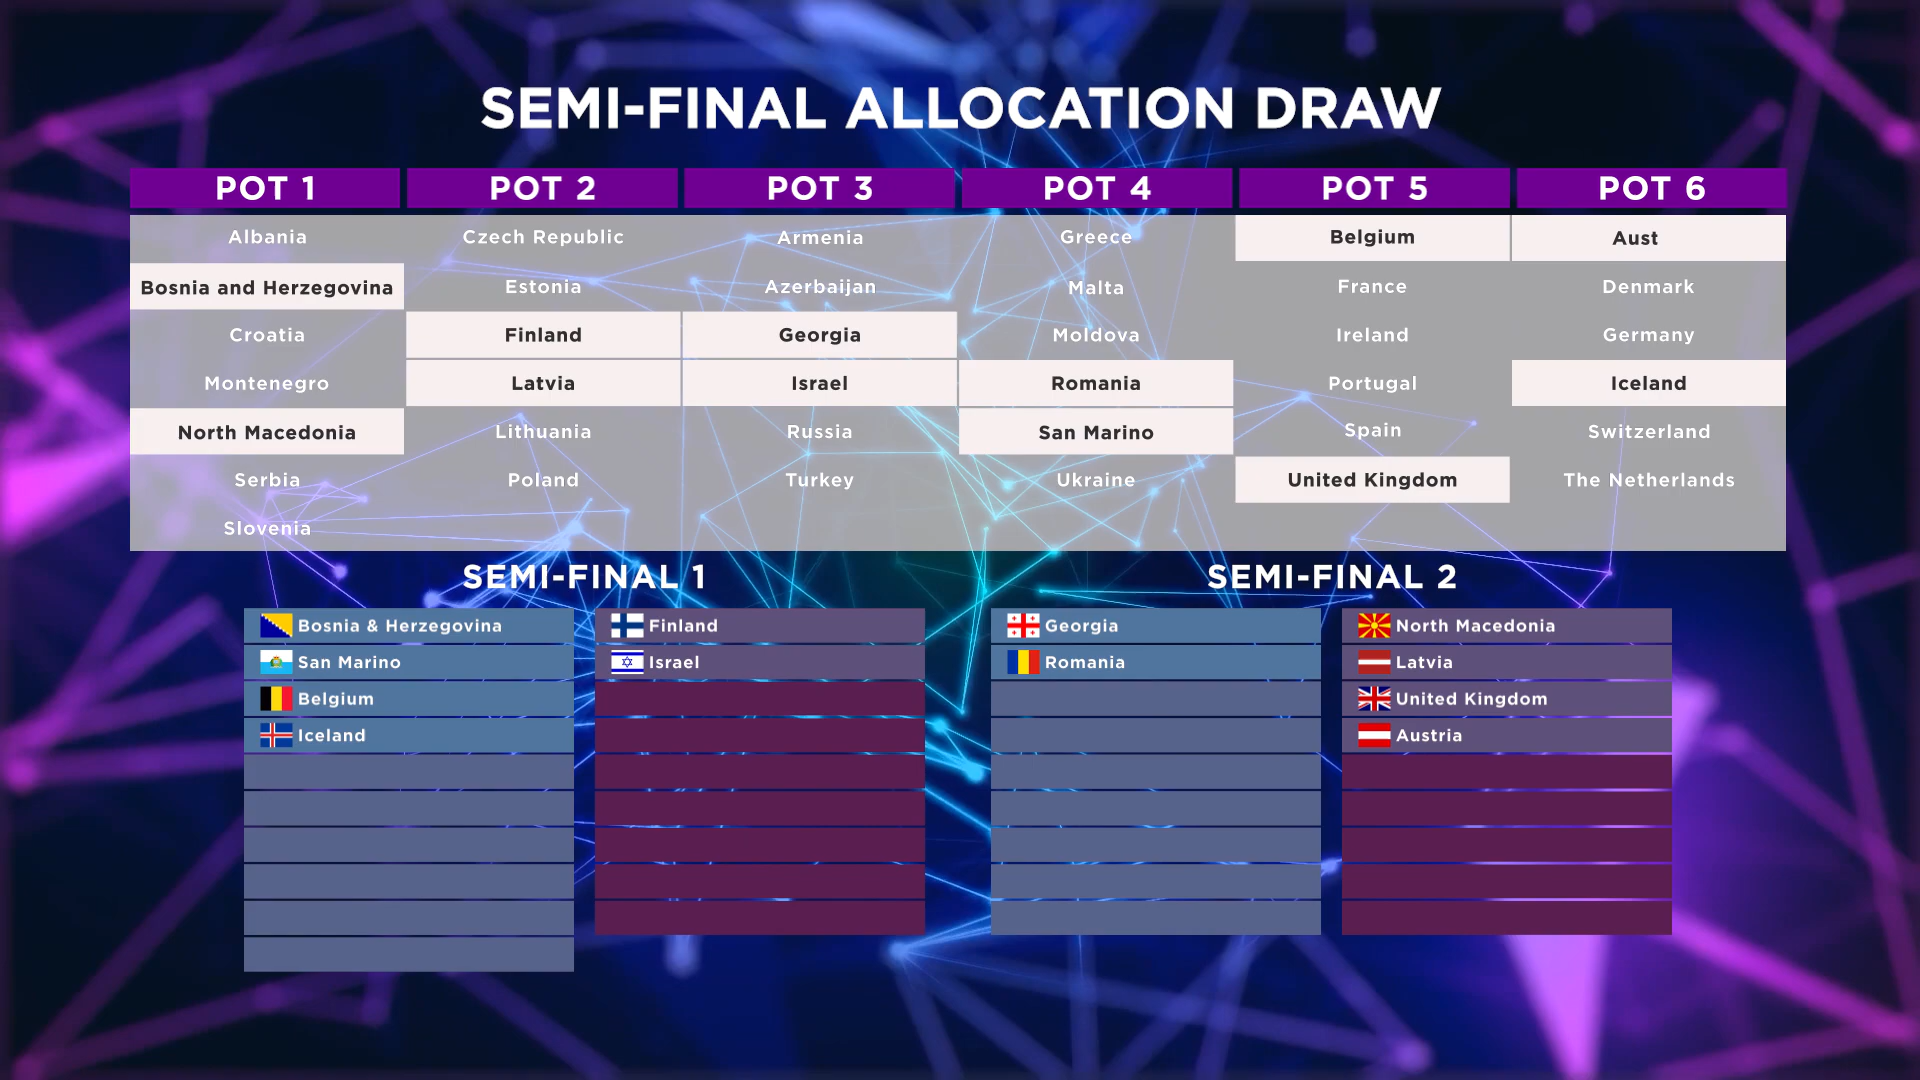 SEMI-FINAL ALLOCATION DRAW
POT 1 POT 2 POT 3 POT 4 POT 5 POT 6
Albania Czech Republic Armenia Greece Belgium Aust
Bosnia and Herzegovina Estonia Azerbaijan Malta France Denmark
Croatia Finland Georgia Moldova Ireland Germany
Montenegro Latvia Israel Romania Portugal Iceland
North Macedonia Lithuania Russia San Marino Spain Switzerland
Serbia Poland Turkey Ukraine United Kingdom The Netherlands
Slovenia
SEMI-FINAL 1 SEMI-FINAL 2
Bosnia & Herzegovina Finland Georgia North Macedonia
San Marino Israel Romania Latvia
Belgium United Kingdom
Iceland Austria